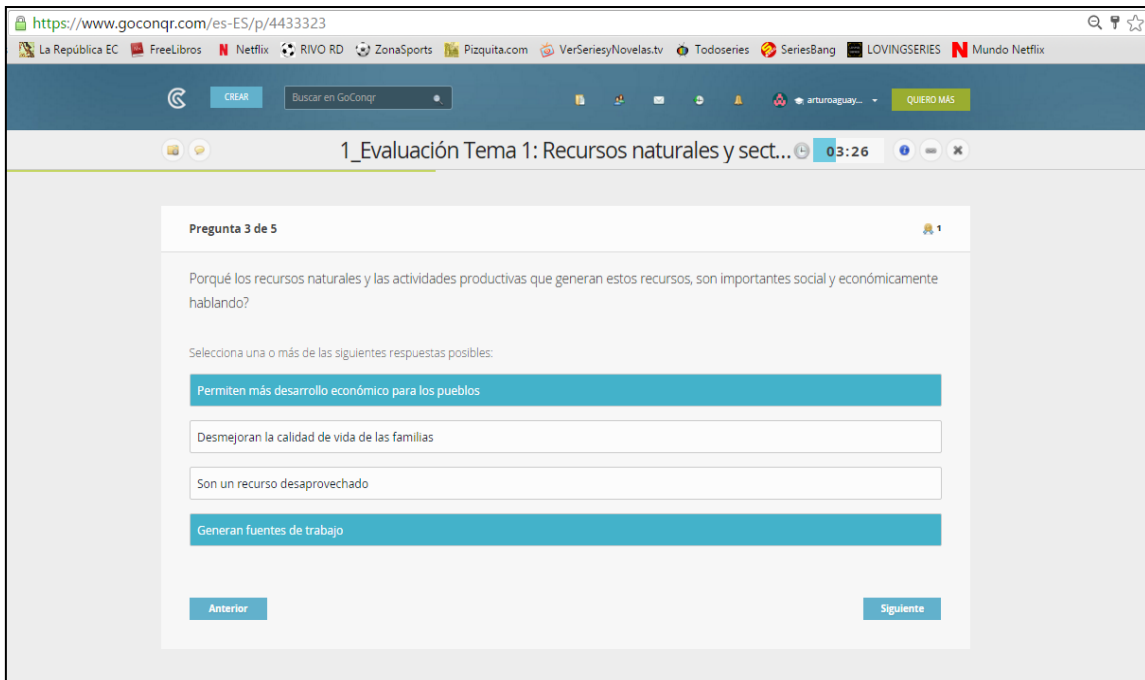 https://www.goconqr.com/es-ES/p/4433323
La República EC FreeLibros Netflix RIVO RD ZonaSports Pizquita.com VerSeriesyNovelas.tv Todoseries SeriesBang LOVINGSERIES Mundo Netflix
CREAR Buscar en GoConqr arturoaguay... QUIERO MÁS
1_Evaluación Tema 1: Recursos naturales y sect... 03:26
Pregunta 3 de 5 1
Porqué los recursos naturales y las actividades productivas que generan estos recursos, son importantes social y económicamente
hablando?
Selecciona una o más de las siguientes respuestas posibles:
Permiten más desarrollo económico para los pueblos
Desmejoran la calidad de vida de las familias
Son un recurso desaprovechado
Generan fuentes de trabajo
Anterior Siguiente